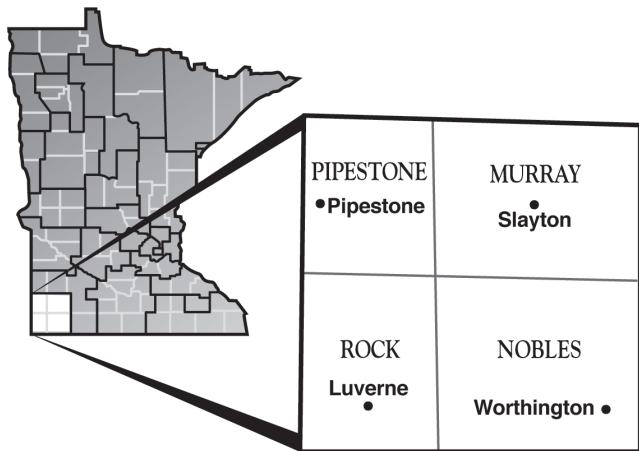 PIPESTONE
Pipestone
MURRAY
Slayton
ROCK
Luverne
NOBLES
Worthington